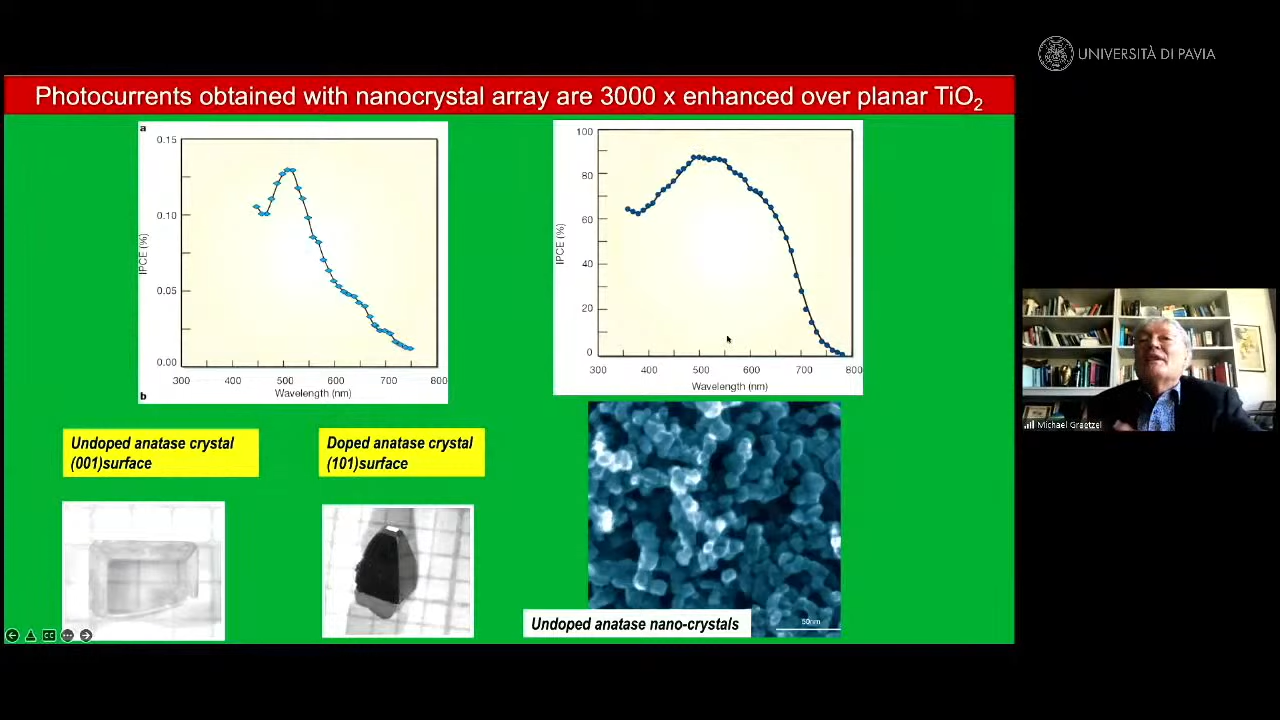 UNIVERSITÀ DI PAVIA
Photocurrents obtained with nanocrystal array are 3000 x enhanced over planar TiO2
a
0.15
0.10
0.05
0.00
IPCE (%)
300 400 500 600 700 800
Wavelength (nm)
b
100
80
60
40
20
0
IPCE (%)
300 400 500 600 700 800
Wavelength (nm)
Undoped anatase crystal
(001)surface
Doped anatase crystal
(101)surface
Undoped anatase nano-crystals
50nm
CC
Michael Graetzel